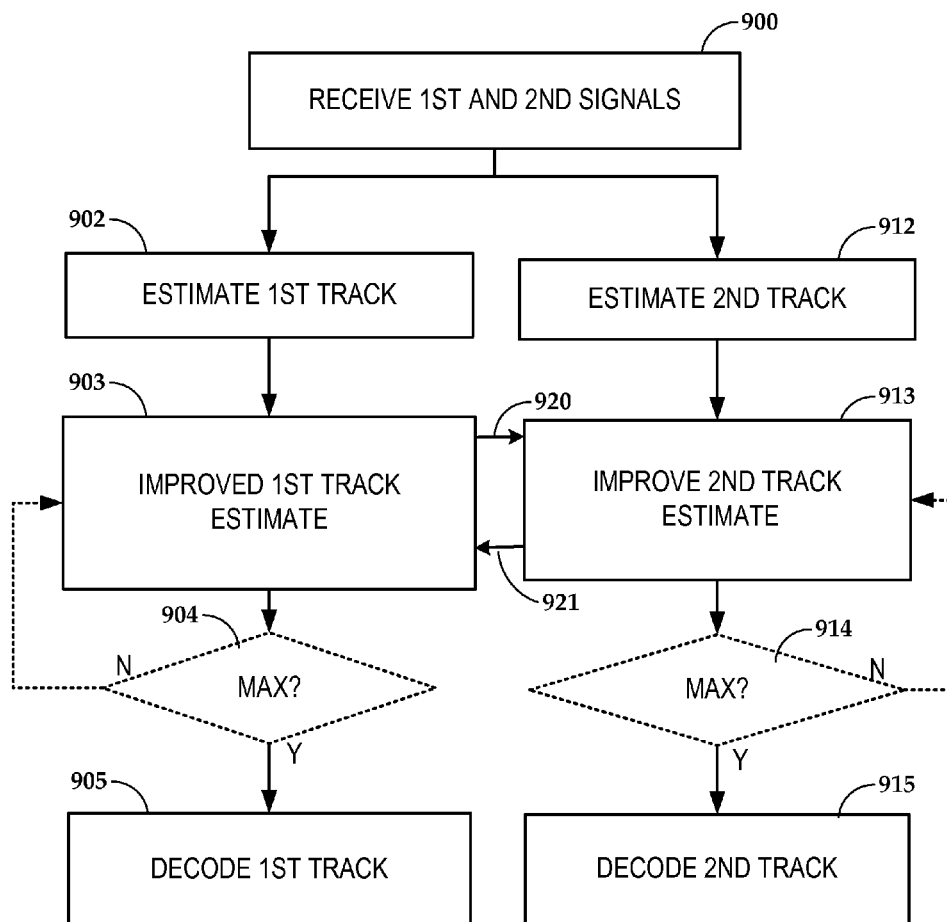 900
RECEIVE 1ST AND 2ND SIGNALS
902
912
ESTIMATE 1ST TRACK
ESTIMATE 2ND TRACK
903
920
913
IMPROVED 1ST TRACK
ESTIMATE
IMPROVE 2ND TRACK
ESTIMATE
921
904
914
N
MAX?
MAX?
N
Y
Y
905
915
DECODE 1ST TRACK
DECODE 2ND TRACK